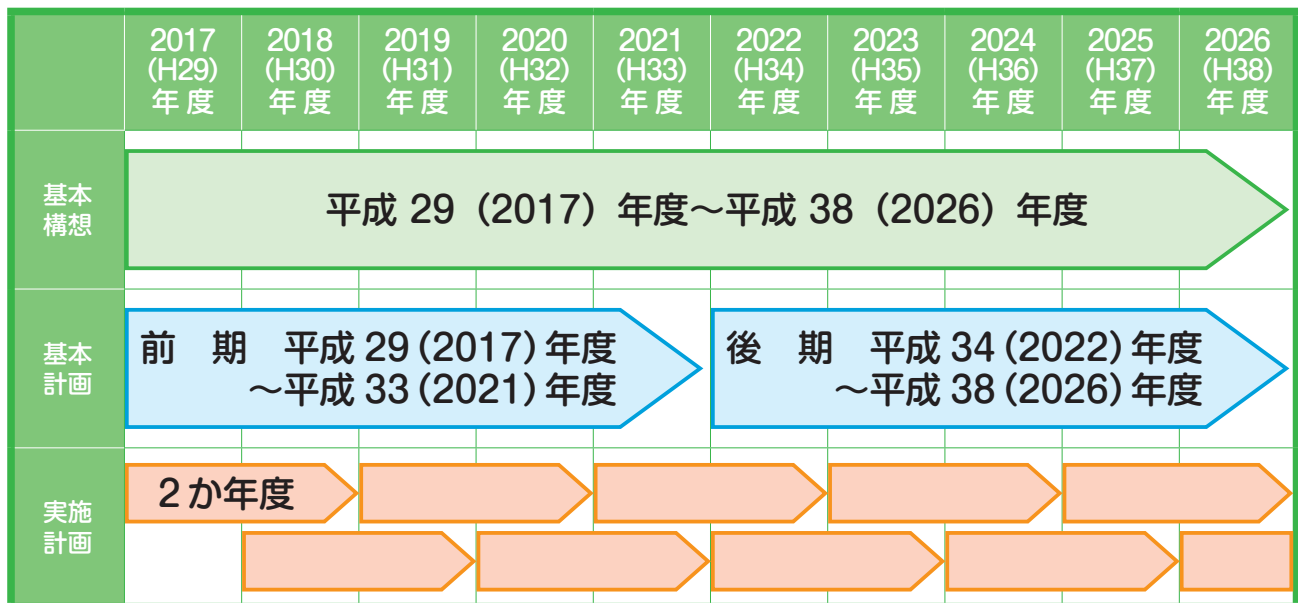 2017
(H29)
年度
2018
(H30)
年度
2019
(H31)
年度
2020
(H32)
年度
2021
(H33)
年度
2022
(H34)
年度
2023
(H35)
年度
2024
(H36)
年度
2025
(H37)
年度
2026
(H38)
年度
基本
構想
平成 29(2017)年度～平成 38(2026)年度
基本
計画
前 期 平成 29(2017)年度
～平成 33(2021)年度
後 期 平成 34(2022)年度
～平成 38(2026)年度
実施
計画
2か年度